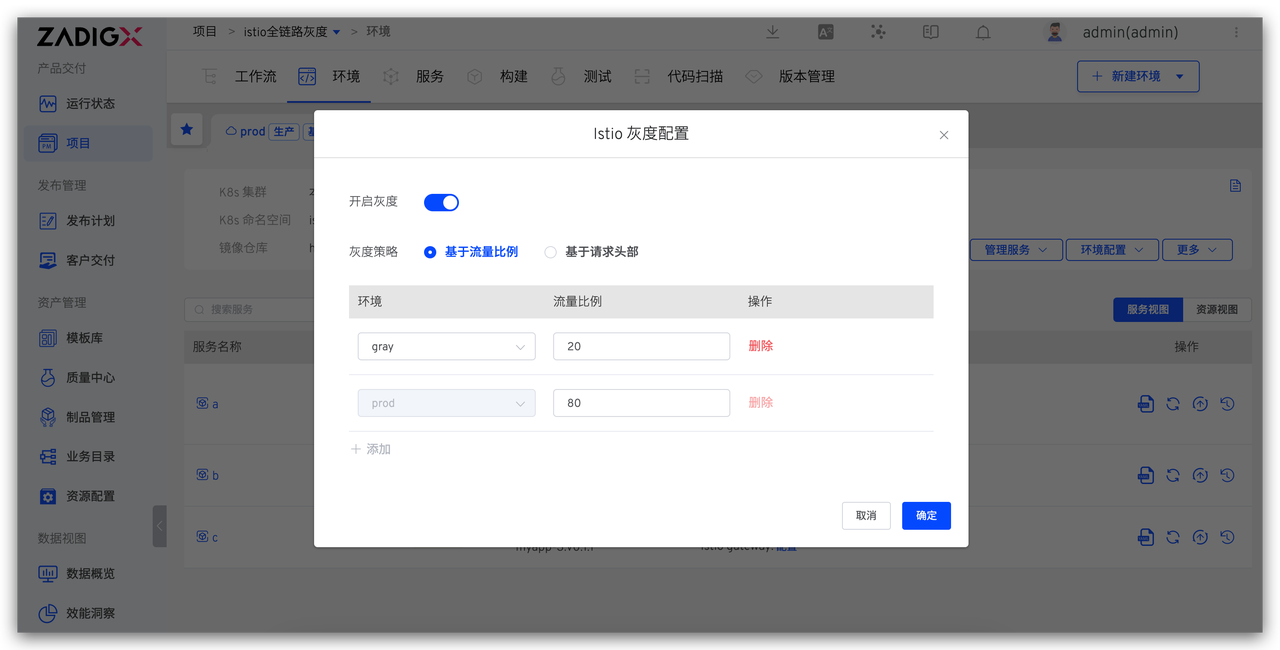 ZADIGX
项目 > istio全链路灰度 > 环境
admin(admin)
产品交付
运行状态
项目
发布管理
发布计划
客户交付
资产管理
模板库
质量中心
制品管理
业务目录
资源配置
数据视图
数据概览
效能洞察
工作流 环境 服务 构建 测试 代码扫描 版本管理
+ 新建环境
prod 生产
K8s 集群
K8s 命名空间
镜像仓库
管理服务 环境配置 更多
搜索服务
服务视图 资源视图
服务名称 操作
a
b
c
Istio 灰度配置
开启灰度
灰度策略 基于流量比例 基于请求头部
环境 流量比例 操作
gray 20 删除
prod 80 删除
+ 添加
取消 确定